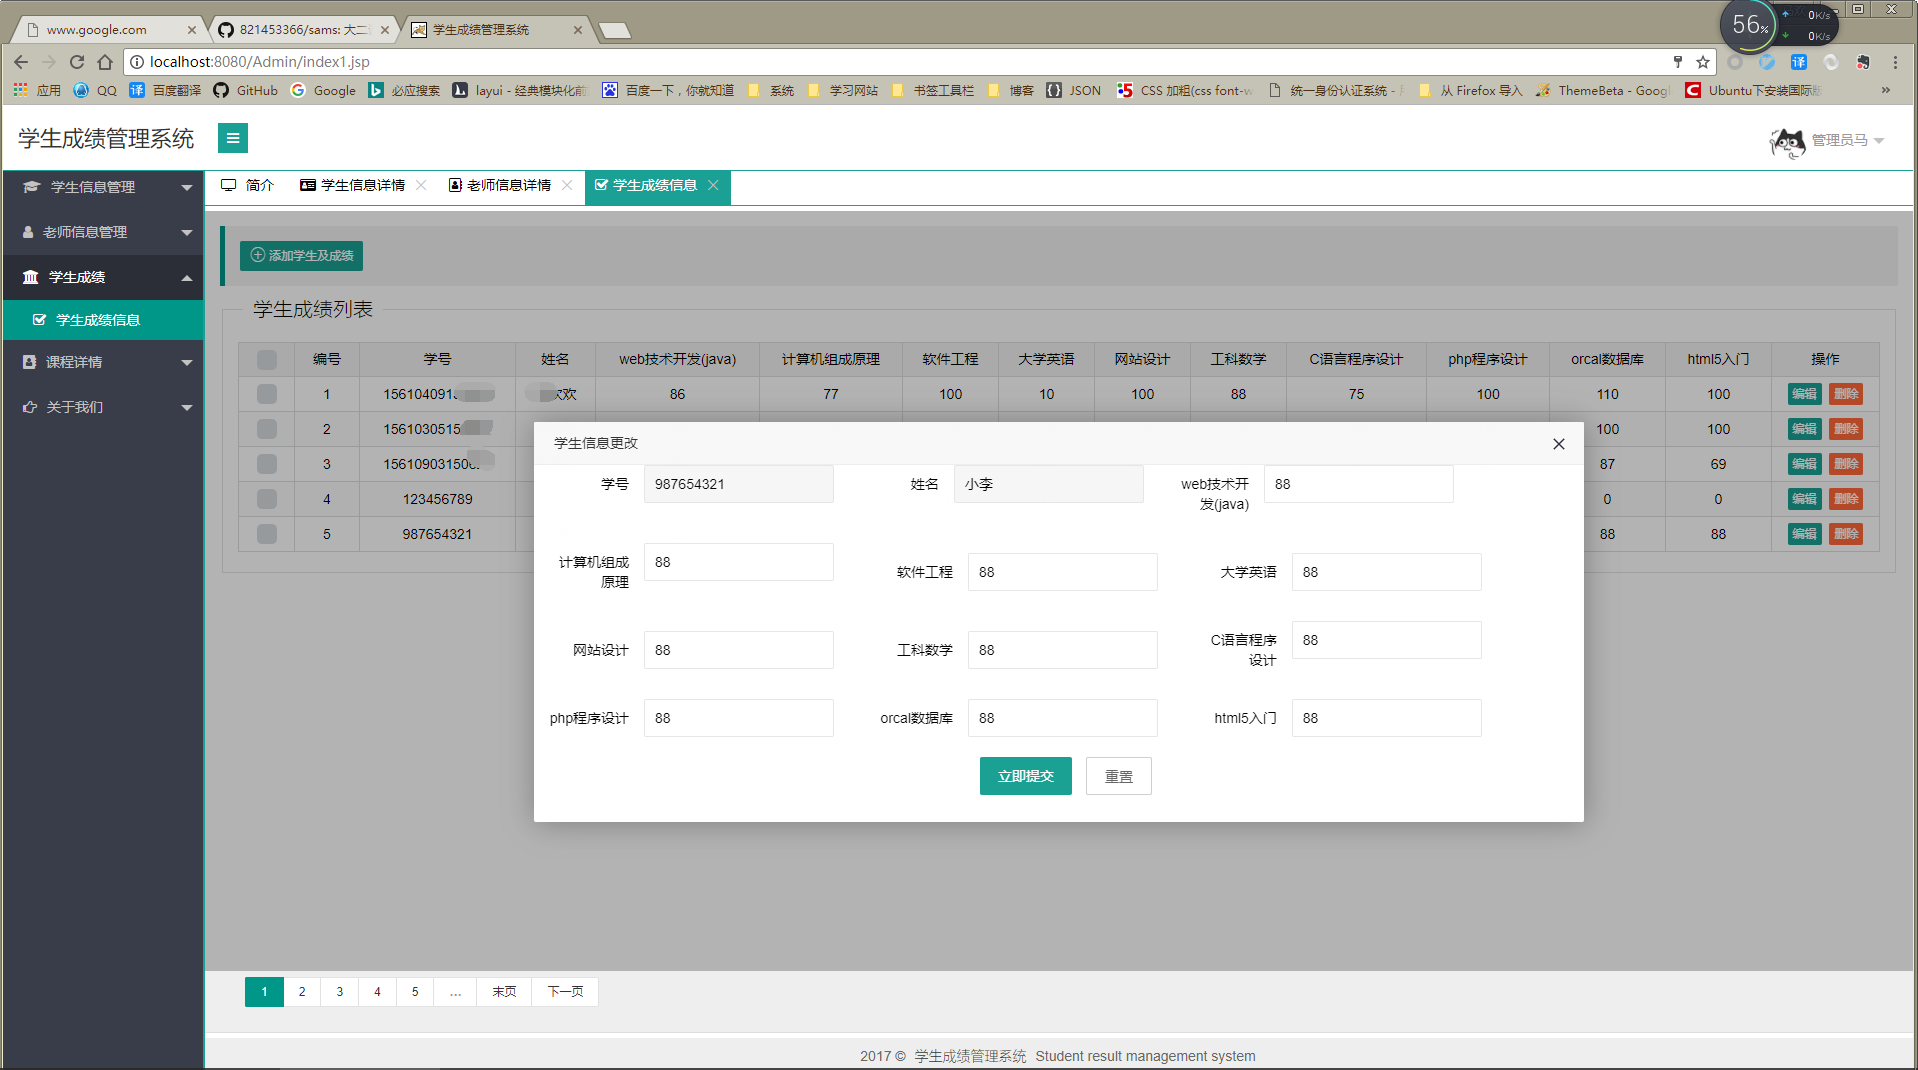 www.google.com
821453366/sams: 大二
学生成绩管理系统
56%
0K/s
0K/s
localhost:8080/Admin/index1.jsp
应用 QQ 百度翻译 GitHub Google 必应搜索 layui - 经典模块化前 百度一下，你就知道 系统 学习网站 书签工具栏 博客 JSON CSS 加粗(css font-w 统一身份认证系统 - 从 Firefox 导入 ThemeBeta - Googl Ubuntu下安装国际
学生成绩管理系统
管理员马
学生信息管理
老师信息管理
学生成绩
学生成绩信息
课程详情
关于我们
简介 学生信息详情 老师信息详情 学生成绩信息
添加学生及成绩
学生成绩列表
编号 学号 姓名 web技术开发(java) 计算机组成原理 软件工程 大学英语 网站设计 工科数学 C语言程序设计 php程序设计 orcal数据库 html5入门 操作
1 156104091 欢 86 77 100 10 100 88 75 100 110 100 编辑 删除
2 1561030515 100 100 编辑 删除
3 15610903150 87 69 编辑 删除
4 123456789 0 0 编辑 删除
5 987654321 88 88 编辑 删除
学生信息更改
学号 987654321 姓名 小李 web技术开
发(java) 88
计算机组成
原理 88 软件工程 88 大学英语 88
网站设计 88 工科数学 88 C语言程序
设计 88
php程序设计 88 orcal数据库 88 html5入门 88
立即提交 重置
1 2 3 4 5 … 末页 下一页
2017 © 学生成绩管理系统 Student result management system